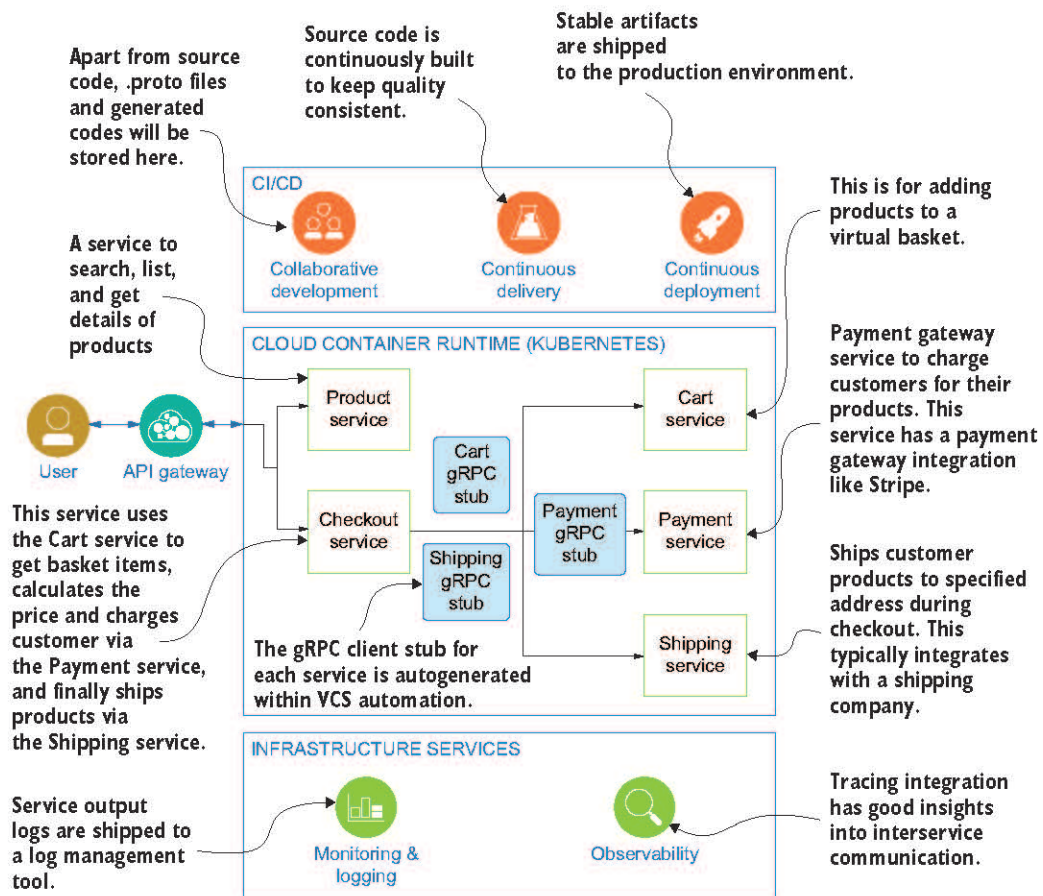 Apart from source
code, .proto files
and generated
codes will be
stored here.
Source code is
continuously built
to keep quality
consistent.
Stable artifacts
are shipped
to the production environment.
CI/CD
Collaborative
development
Continuous
delivery
Continuous
deployment
This is for adding
products to a
virtual basket.
A service to
search, list,
and get
details of
products
CLOUD CONTAINER RUNTIME (KUBERNETES)
Product
service
Cart
service
Cart
gRPC
stub
User
API gateway
Checkout
service
Payment
gRPC
stub
Payment
service
Shipping
gRPC
stub
Shipping
service
Payment gateway
service to charge
customers for their
products. This
service has a payment
gateway integration
like Stripe.
This service uses
the Cart service to
get basket items,
calculates the
price and charges
customer via
the Payment service,
and finally ships
products via
the Shipping service.
The gRPC client stub for
each service is autogenerated
within VCS automation.
Ships customer
products to specified
address during
checkout. This
typically integrates
with a shipping
company.
INFRASTRUCTURE SERVICES
Monitoring &
logging
Observability
Service output
logs are shipped to
a log management
tool.
Tracing integration
has good insights
into interservice
communication.